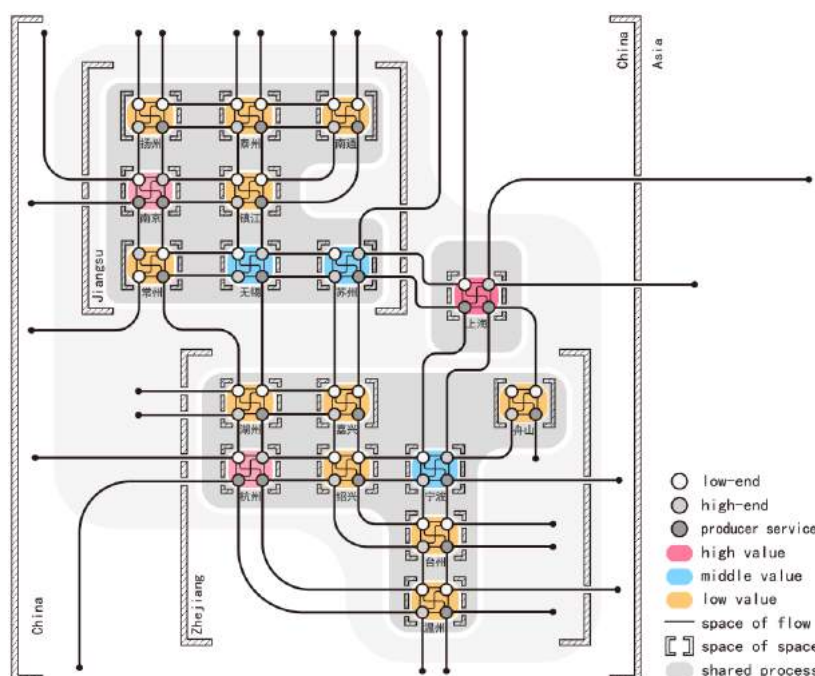 China
Asia
扬州
泰州
南通
南京
镇江
Jiangsu
常州
无锡
苏州
上海
湖州
嘉兴
舟山
杭州
绍兴
宁波
台州
温州
Zhejiang
China
low-end
high-end
producer service
high value
middle value
low value
space of flow
space of space
shared process